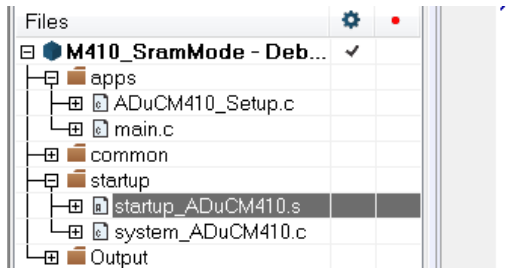 Files
M410_SramMode - Deb...
apps
ADuCM410_Setup.c
main.c
common
startup
startup_ADuCM410.s
system_ADuCM410.c
Output